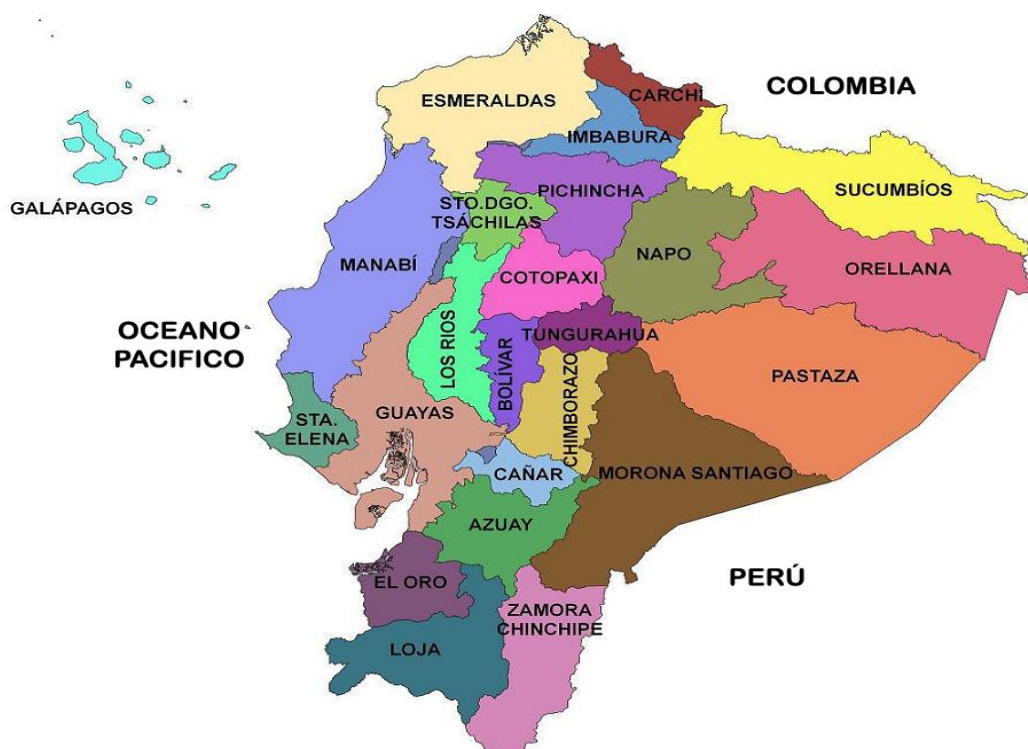 COLOMBIA
CARCHÍ
ESMERALDAS
IMBABURA
PICHINCHA
SUCUMBÍOS
GALÁPAGOS
STO.DGO.
TSÁCHILAS
NAPO
MANABÍ
COTOPAXI
ORELLANA
OCEANO
PACIFICO
TUNGURAHUA
LOS RIOS
BOLÍVAR
CHIMBORAZO
PASTAZA
STA.
ELENA
GUAYAS
CAÑAR
MORONA SANTIAGO
AZUAY
EL ORO
PERÚ
ZAMORA
CHINCHIPE
LOJA